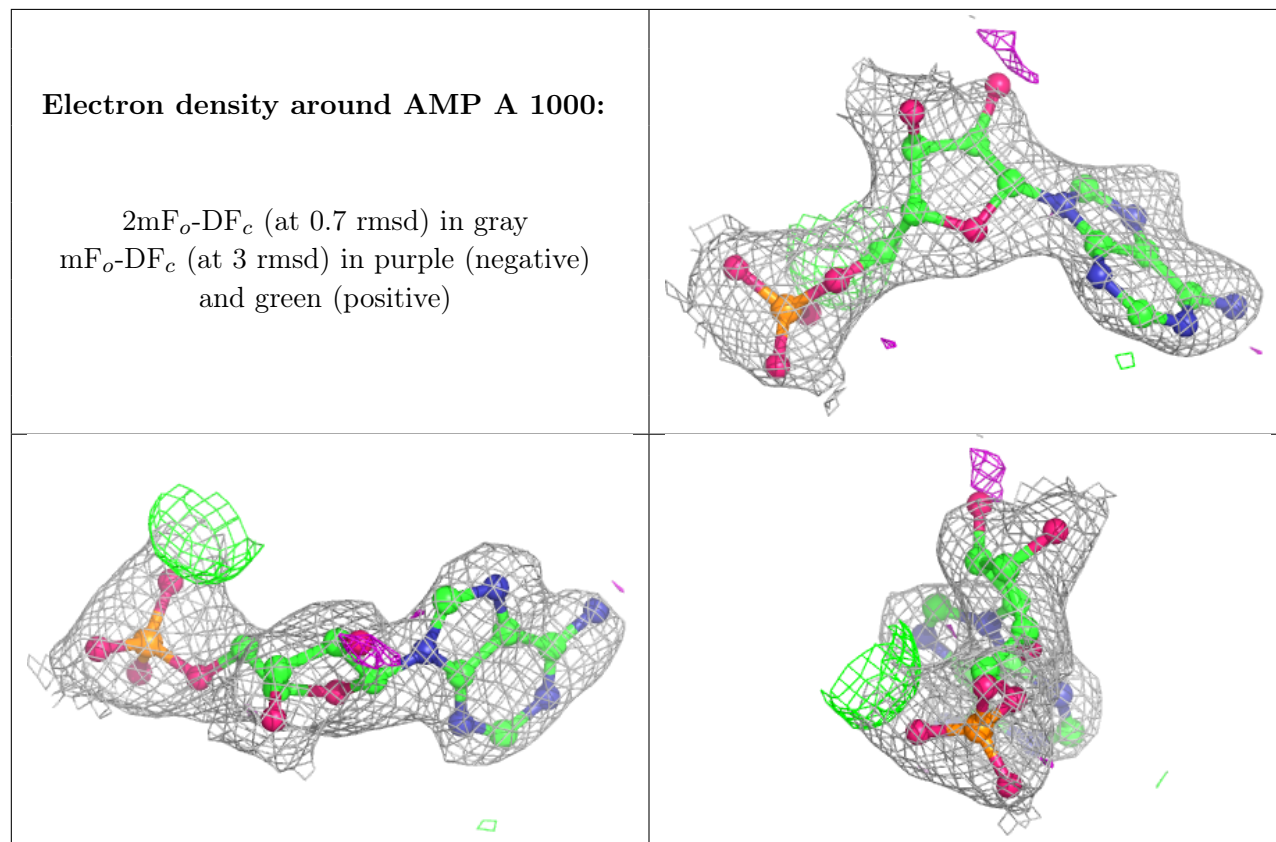 Electron density around AMP A 1000:
2mFo-DFc (at 0.7 rmsd) in gray
mFo-DFc (at 3 rmsd) in purple (negative)
and green (positive)